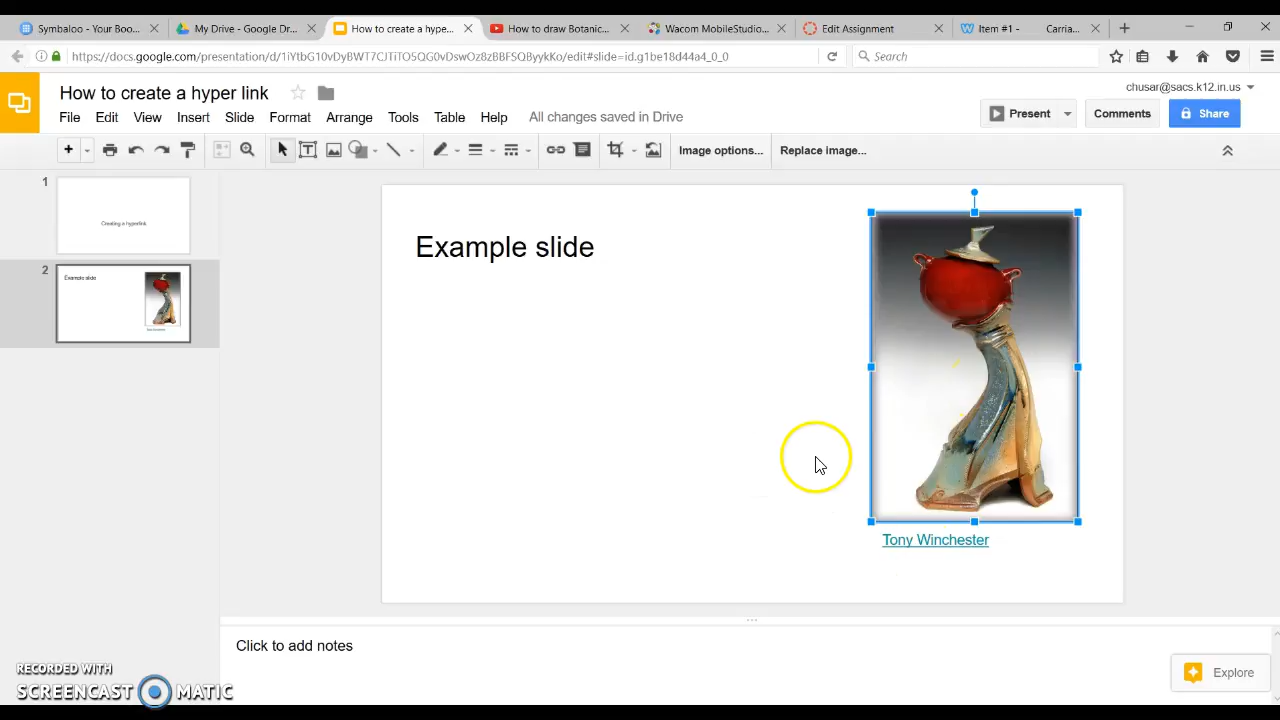 Symbaloo - Your Boo...
My Drive - Google Dr...
How to create a hype...
How to draw Botanic...
Wacom MobileStudio...
Edit Assignment
Item #1 - Carria...
https://docs.google.com/presentation/d/1iYtbG10vDyBWT7CJTiTO5QG0vDswOz8zBBFSQByykKo/edit#slide=id.g1be18d44a4_0_0
Search
How to create a hyper link
chusar@sacs.k12.in.us
File Edit View Insert Slide Format Arrange Tools Table Help All changes saved in Drive
Present
Comments
Share
Image options...
Replace image...
1
Creating a hyperlink
2
Example slide
Tony Winchester
Example slide
Tony Winchester
Click to add notes
Explore
RECORDED WITH
SCREENCAST MATIC